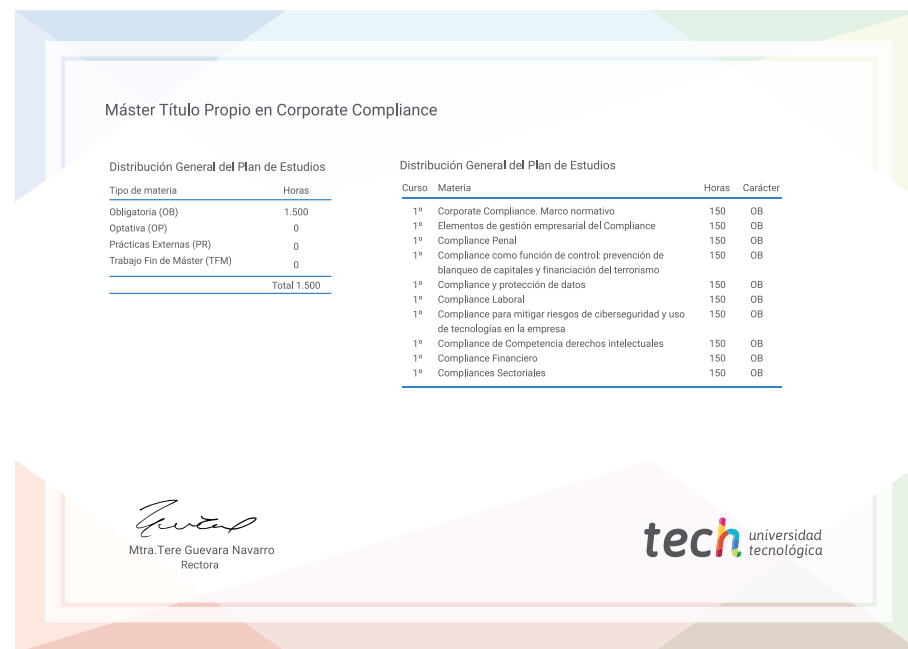 Máster Título Propio en Corporate Compliance
Distribución General del Plan de Estudios
Tipo de materia Horas
Obligatoria (OB) 1.500
Optativa (OP) 0
Prácticas Externas (PR) 0
Trabajo Fin de Máster (TFM) 0
Total 1.500
Distribución General del Plan de Estudios
Curso Materia Horas Carácter
1º Corporate Compliance. Marco normativo 150 OB
1º Elementos de gestión empresarial del Compliance 150 OB
1º Compliance Penal 150 OB
1º Compliance como función de control: prevención de 150 OB
blanqueo de capitales y financiación del terrorismo
1º Compliance y protección de datos 150 OB
1º Compliance Laboral 150 OB
1º Compliance para mitigar riesgos de ciberseguridad y uso 150 OB
de tecnologías en la empresa
1º Compliance de Competencia derechos intelectuales 150 OB
1º Compliance Financiero 150 OB
1º Compliances Sectoriales 150 OB
Mtra.Tere Guevara Navarro
Rectora
tech universidad
tecnológica